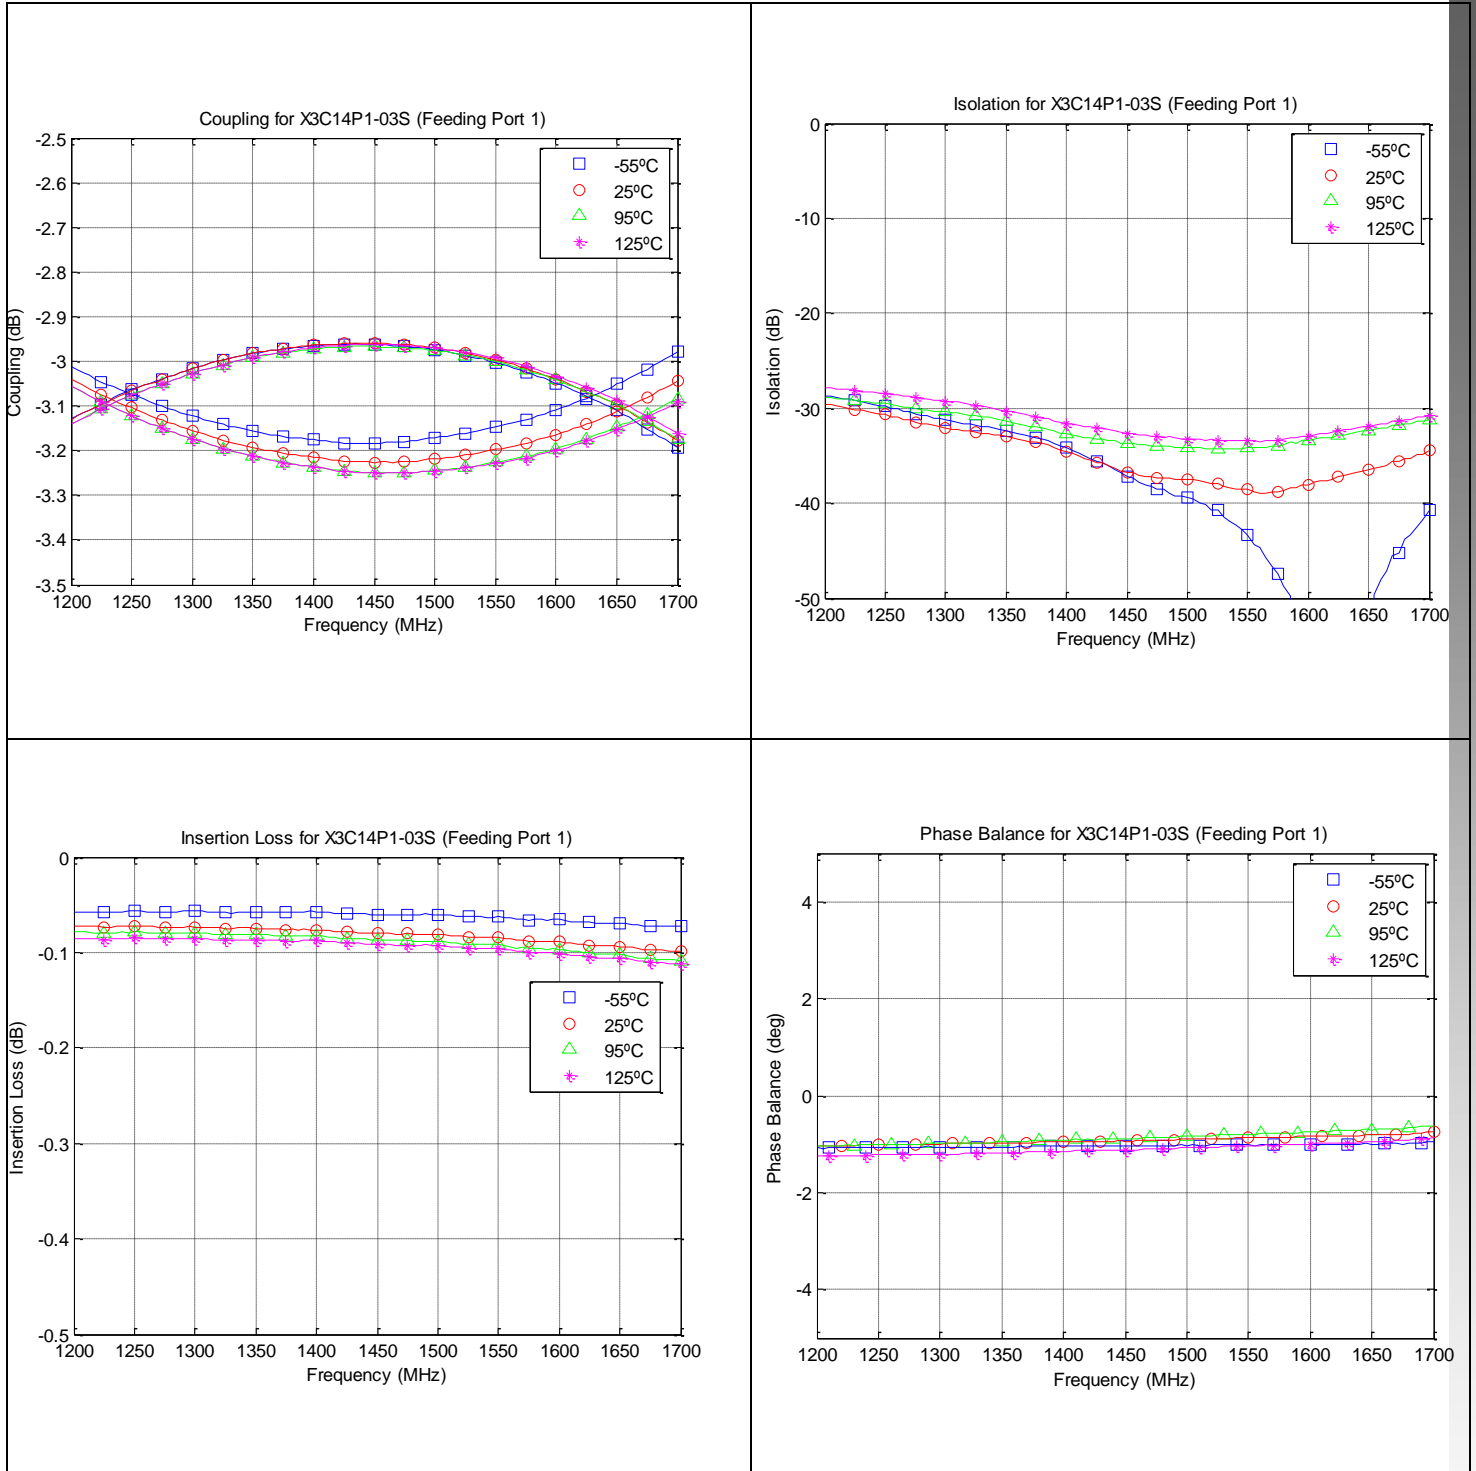 Coupling for X3C14P1-03S (Feeding Port 1)
-2.5
-2.6
-2.7
-2.8
-2.9
-3
-3.1
-3.2
-3.3
-3.4
-3.5
Coupling (dB)
-55ºC
25ºC
95ºC
125ºC
1200 1250 1300 1350 1400 1450 1500 1550 1600 1650 1700
Frequency (MHz)
Isolation for X3C14P1-03S (Feeding Port 1)
0
-10
-20
-30
-40
-50
Isolation (dB)
-55ºC
25ºC
95ºC
125ºC
1200 1250 1300 1350 1400 1450 1500 1550 1600 1650 1700
Frequency (MHz)
Insertion Loss for X3C14P1-03S (Feeding Port 1)
0
-0.1
-0.2
-0.3
-0.4
-0.5
Insertion Loss (dB)
-55ºC
25ºC
95ºC
125ºC
1200 1250 1300 1350 1400 1450 1500 1550 1600 1650 1700
Frequency (MHz)
Phase Balance for X3C14P1-03S (Feeding Port 1)
4
2
0
-2
-4
Phase Balance (deg)
-55ºC
25ºC
95ºC
125ºC
1200 1250 1300 1350 1400 1450 1500 1550 1600 1650 1700
Frequency (MHz)